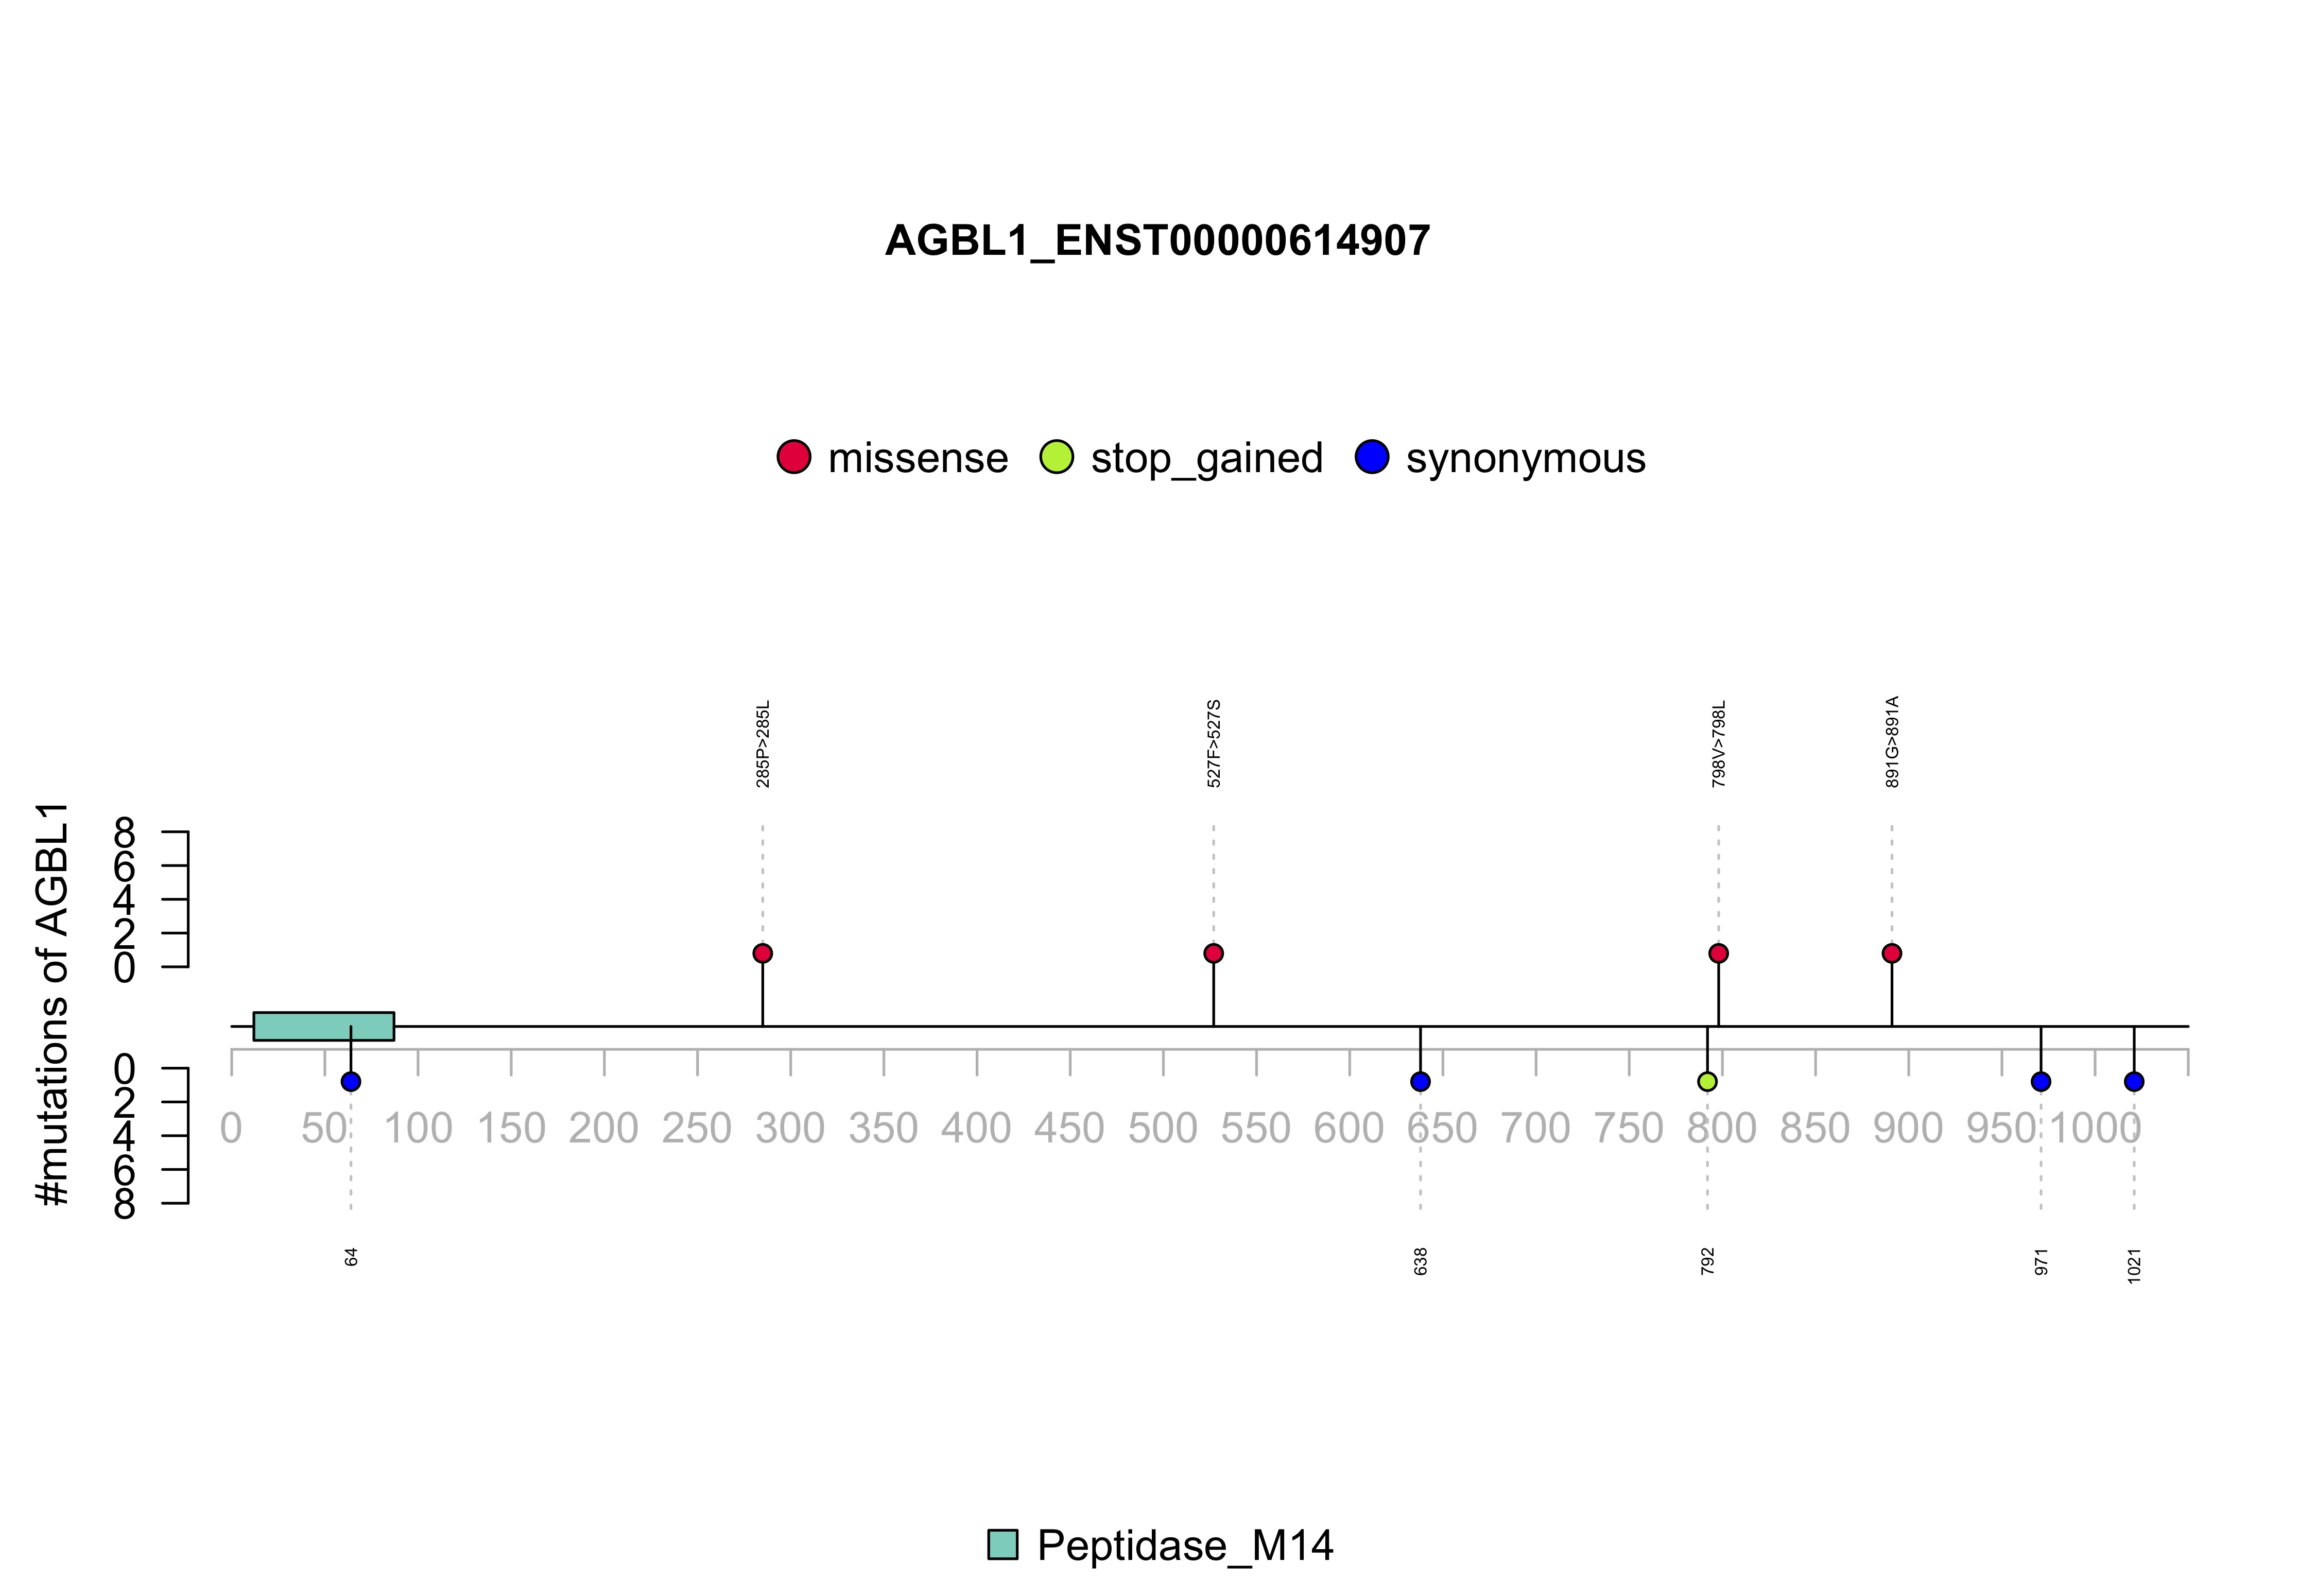 AGBL1_ENST00000614907
missense stop_gained synonymous
285P>285L 527F>527S 798V>798L 891G>891A
#mutations of AGBL1
8
6
4
2
0
0
2
4
6
8
0 50 100 150 200 250 300 350 400 450 500 550 600 650 700 750 800 850 900 950 1000
64 638 792 971 1021
Peptidase_M14